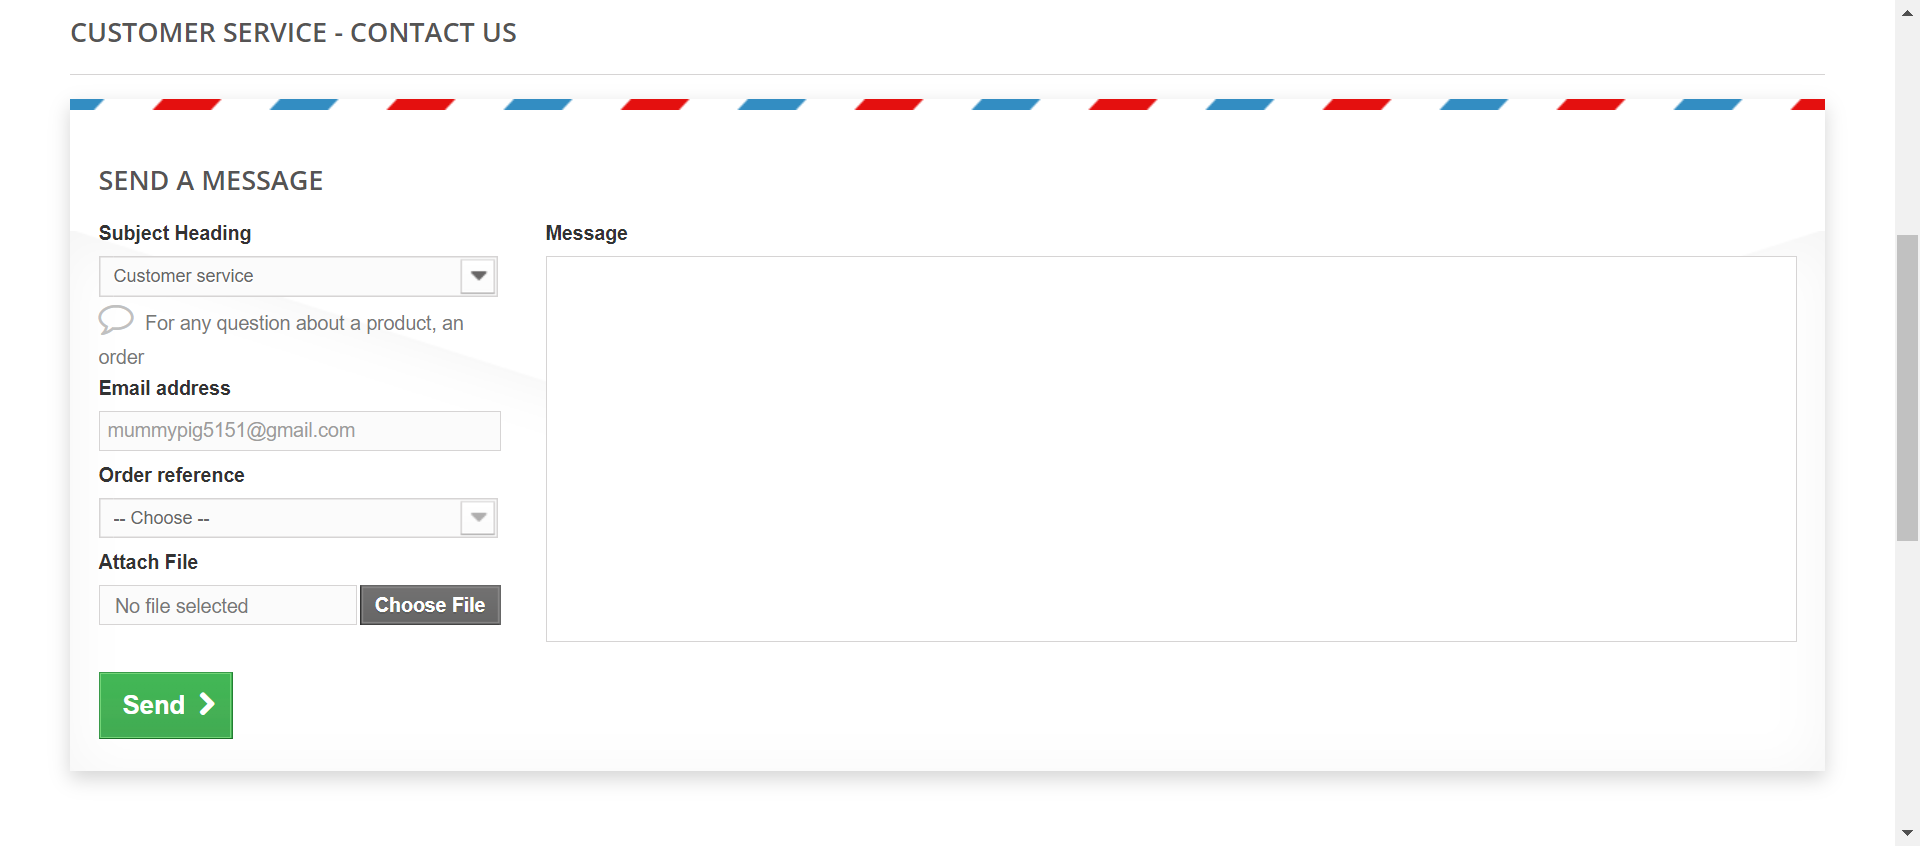 CUSTOMER SERVICE - CONTACT US
SEND A MESSAGE
Subject Heading
Customer service
For any question about a product, an
order
Email address
mummypig5151@gmail.com
Order reference
-- Choose --
Attach File
No file selected
Choose File
Send
Message